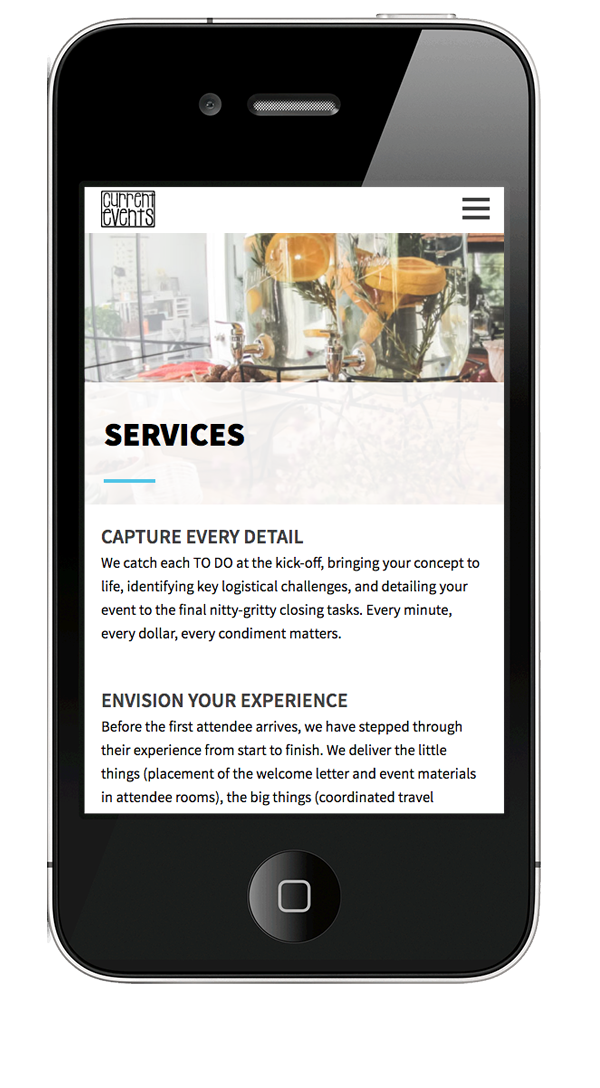 current
events
SERVICES
CAPTURE EVERY DETAIL
We catch each TO DO at the kick-off, bringing your concept to
life, identifying key logistical challenges, and detailing your
event to the final nitty-gritty closing tasks. Every minute,
every dollar, every condiment matters.
ENVISION YOUR EXPERIENCE
Before the first attendee arrives, we have stepped through
their experience from start to finish. We deliver the little
things (placement of the welcome letter and event materials
in attendee rooms), the big things (coordinated travel